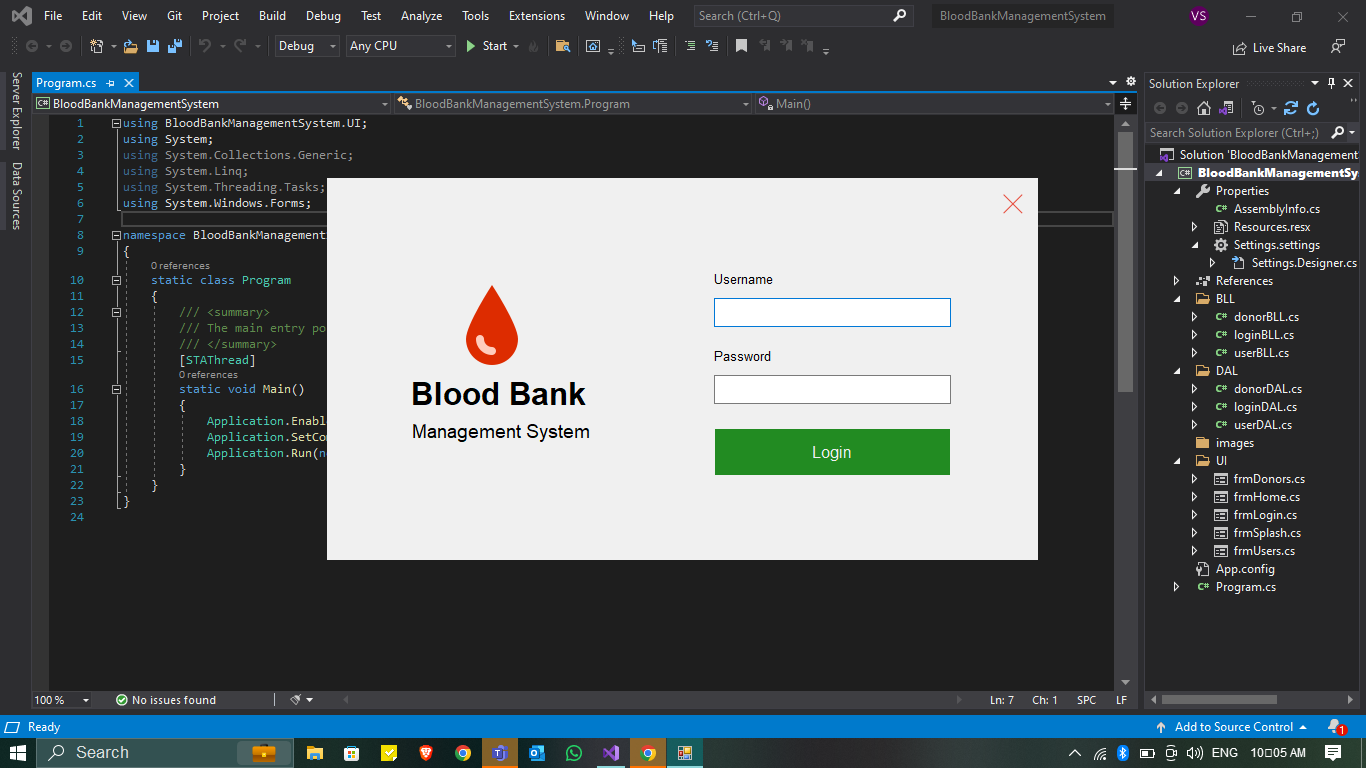 File Edit View Git Project Build Debug Test Analyze Tools Extensions Window Help Search (Ctrl+Q) BloodBankManagementSystem VS
Debug Any CPU Start Live Share
Server Explorer
Data Sources
Program.cs
BloodBankManagementSystem BloodBankManagementSystem.Program Main()
1 using BloodBankManagementSystem.UI;
2 using System;
3 using System.Collections.Generic;
4 using System.Linq;
5 using System.Threading.Tasks;
6 using System.Windows.Forms;
7
8 namespace BloodBankManagement
9 {
0 references
10 static class Program
11 {
12 /// <summary>
13 /// The main entry po
14 /// </summary>
15 [STAThread]
0 references
16 static void Main()
17 {
18 Application.Enabl
19 Application.SetCo
20 Application.Run(n
21 }
22 }
23 }
24
Blood Bank
Management System
Username
Password
Login
100 % No issues found Ln: 7 Ch: 1 SPC LF
Solution Explorer
Search Solution Explorer (Ctrl+;)
Solution 'BloodBankManagement
BloodBankManagementSy
Properties
AssemblyInfo.cs
Resources.resx
Settings.settings
Settings.Designer.cs
References
BLL
donorBLL.cs
loginBLL.cs
userBLL.cs
DAL
donorDAL.cs
loginDAL.cs
userDAL.cs
images
UI
frmDonors.cs
frmHome.cs
frmLogin.cs
frmSplash.cs
frmUsers.cs
App.config
Program.cs
Ready Add to Source Control 1
Search ENG 10□05 AM